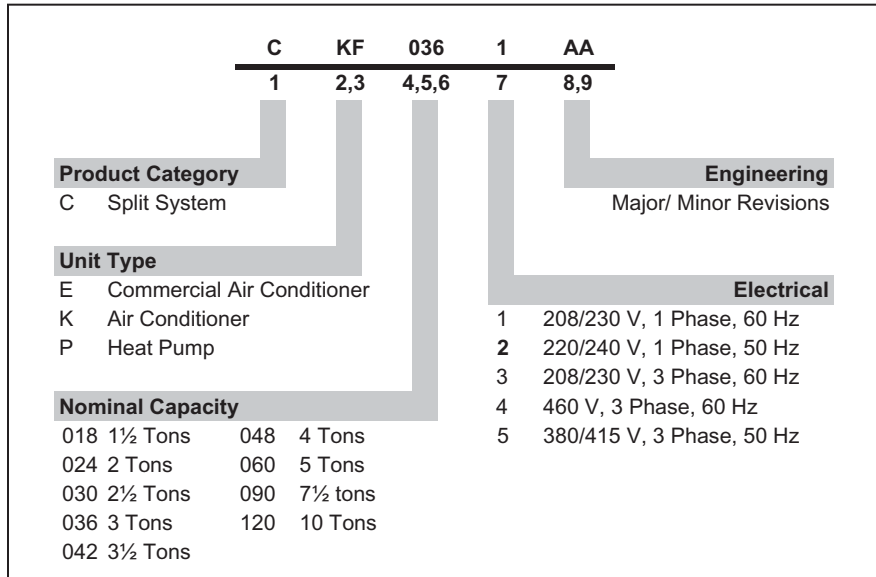 C KF 036 1 AA
1 2,3 4,5,6 7 8,9
Product Category
C Split System
Unit Type
E Commercial Air Conditioner
K Air Conditioner
P Heat Pump
Nominal Capacity
018 1½ Tons 048 4 Tons
024 2 Tons 060 5 Tons
030 2½ Tons 090 7½ tons
036 3 Tons 120 10 Tons
042 3½ Tons
Engineering
Major/ Minor Revisions
Electrical
1 208/230 V, 1 Phase, 60 Hz
2 220/240 V, 1 Phase, 50 Hz
3 208/230 V, 3 Phase, 60 Hz
4 460 V, 3 Phase, 60 Hz
5 380/415 V, 3 Phase, 50 Hz